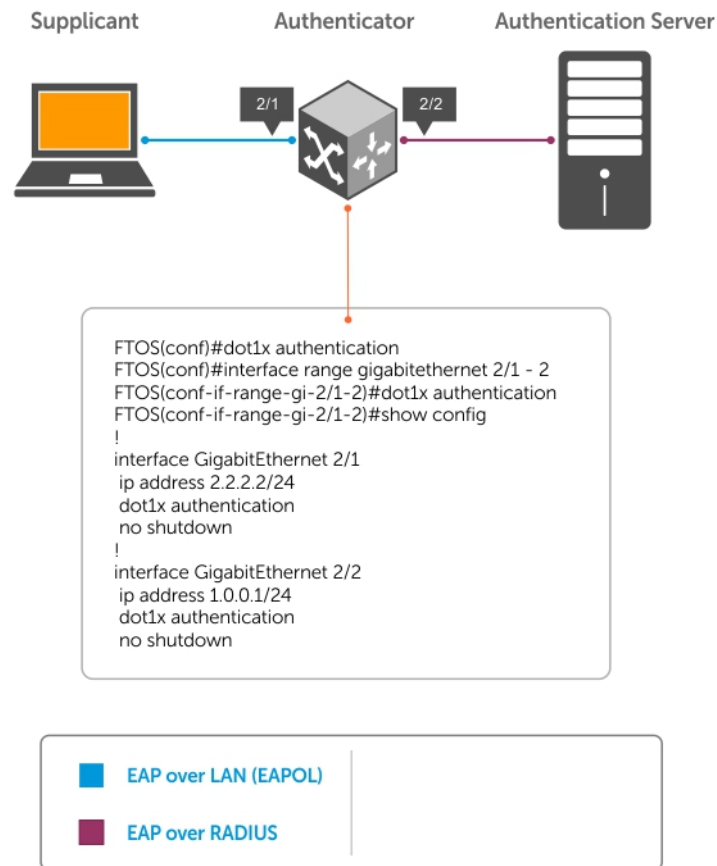 Supplicant
Authenticator
Authentication Server
2/1
2/2
FTOS(conf)#dot1x authentication
FTOS(conf)#interface range gigabitethernet 2/1 - 2
FTOS(conf-if-range-gi-2/1-2)#dot1x authentication
FTOS(conf-if-range-gi-2/1-2)#show config
!
interface GigabitEthernet 2/1
ip address 2.2.2.2/24
dot1x authentication
no shutdown
!
interface GigabitEthernet 2/2
ip address 1.0.0.1/24
dot1x authentication
no shutdown
EAP over LAN (EAPOL)
EAP over RADIUS